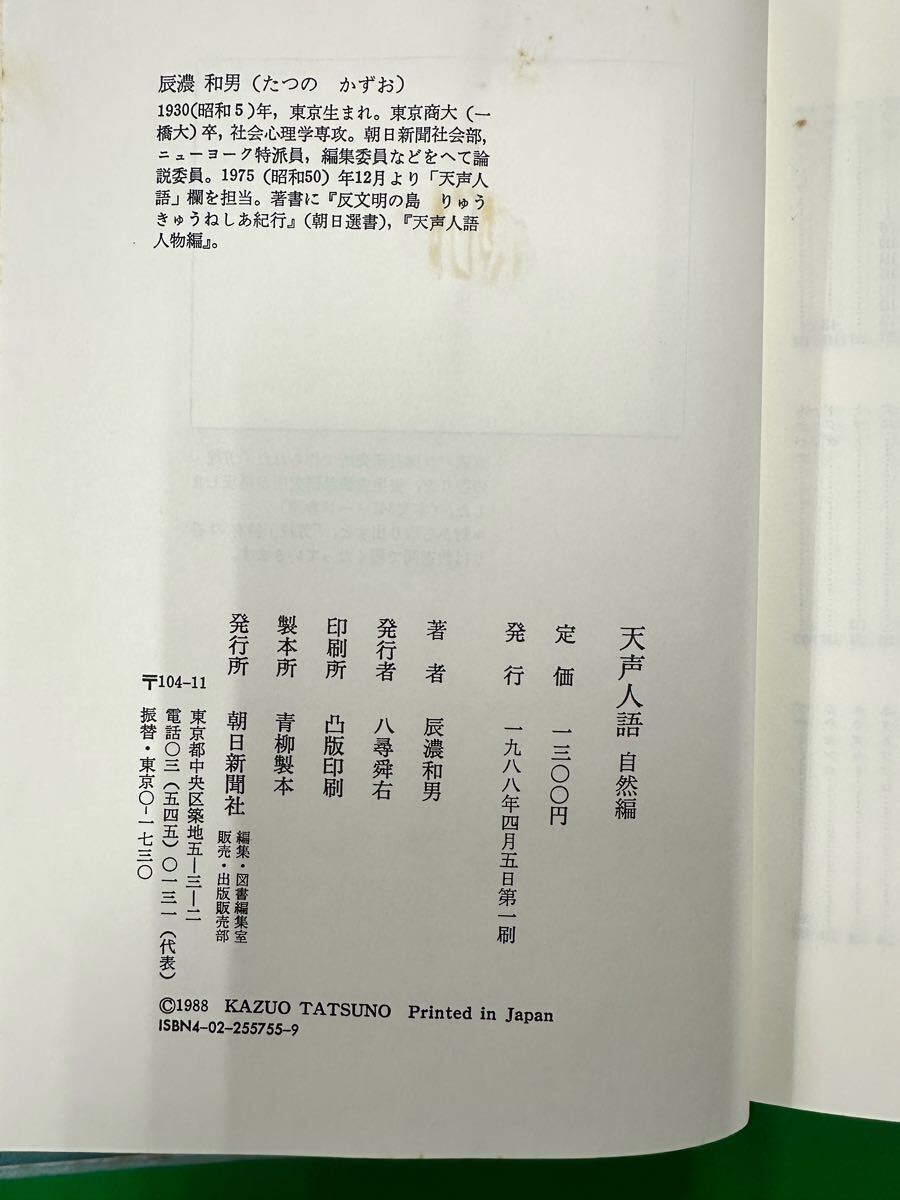 辰濃 和男（たつの　かずお）
1930(昭和５)年，東京生まれ。東京商大（一
橋大）卒，社会心理学専攻。朝日新聞社会部，
ニューヨーク特派員，編集委員などをへて論
説委員。1975（昭和50）年12月より「天声人
語」欄を担当。著書に『反文明の島　りゅう
きゅうねしあ紀行』（朝日選書），『天声人語
人物編』。
天声人語 自然編
定価 一三〇〇円
発行 一九八八年四月五日第一刷
著者 辰濃和男
発行者 八尋舜右
印刷所 凸版印刷
製本所 青柳製本
発行所 朝日新聞社
編集・図書編集室
販売・出版販売部
〒104-11
東京都中央区築地五―三―二
電話〇三（五四五）〇一三一（代表）
振替・東京〇-一七三〇
©1988 KAZUO TATSUNO Printed in Japan
ISBN4-02-255755-9